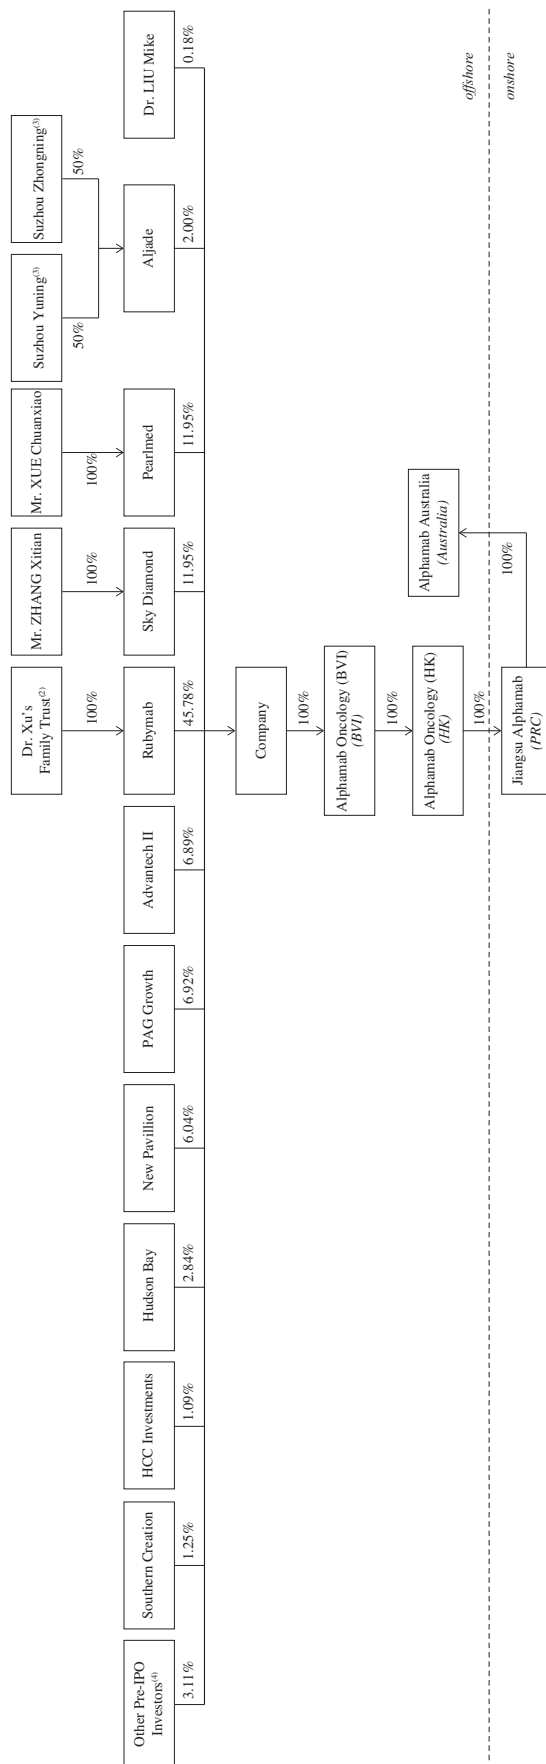 Dr. Xu's
Family Trust(2)
Mr. ZHANG Xitian
Mr. XUE Chuanxiao
Suzhou Yuning(3)
Suzhou Zhongning(3)
100%
100%
100%
50%
50%
Other Pre-IPO
Investors(4)
Southern Creation
HCC Investments
Hudson Bay
New Pavillion
PAG Growth
Advantech II
Rubymab
Sky Diamond
Pearlmed
Aljade
Dr. LIU Mike
3.11%
1.25%
1.09%
2.84%
6.04%
6.92%
6.89%
45.78%
11.95%
11.95%
2.00%
0.18%
Company
100%
Alphamab Oncology (BVI)
(BVI)
100%
Alphamab Oncology (HK)
(HK)
Alphamab Australia
(Australia)
100%
offshore
onshore
100%
Jiangsu Alphamab
(PRC)